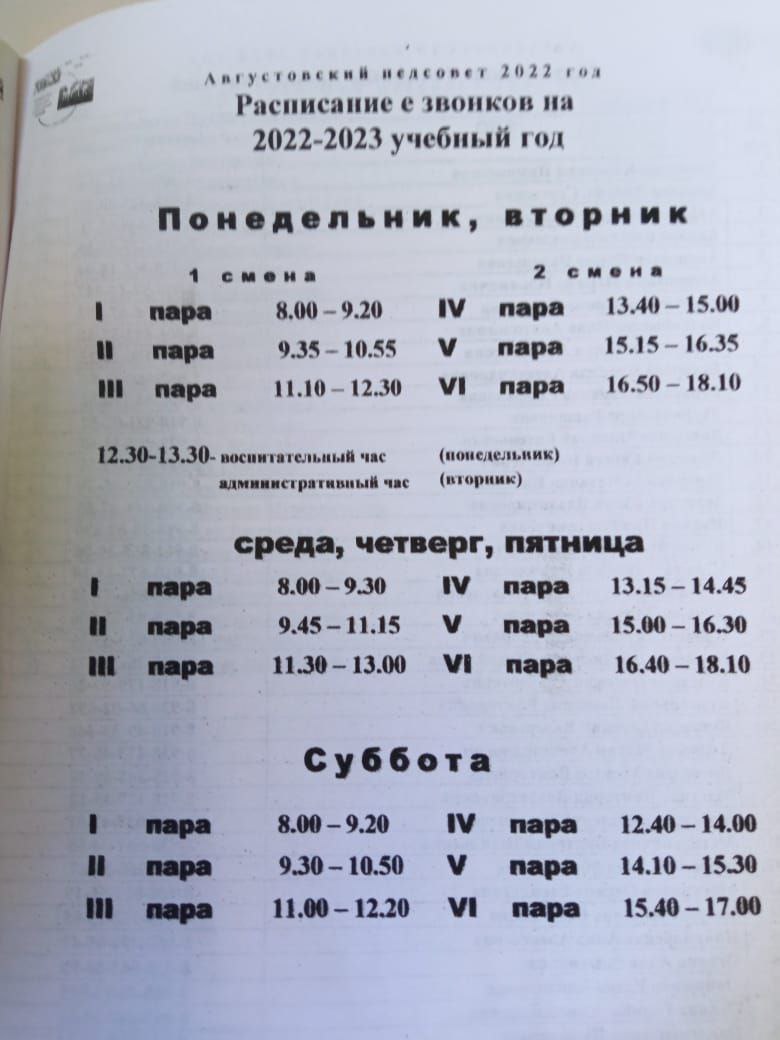 Августовский педсовет 2022 год
Расписание е звонков на
2022-2023 учебный год
Понедельник, вторник
1 смена 2 смена
I пара 8.00 – 9.20 IV пара 13.40 – 15.00
II пара 9.35 – 10.55 V пара 15.15 – 16.35
III пара 11.10 – 12.30 VI пара 16.50 – 18.10
12.30-13.30- воспитательный час (понедельник)
административный час (вторник)
среда, четверг, пятница
I пара 8.00 – 9.30 IV пара 13.15 – 14.45
II пара 9.45 – 11.15 V пара 15.00 – 16.30
III пара 11.30 – 13.00 VI пара 16.40 – 18.10
Суббота
I пара 8.00 – 9.20 IV пара 12.40 – 14.00
II пара 9.30 – 10.50 V пара 14.10 – 15.30
III пара 11.00 – 12.20 VI пара 15.40 – 17.00